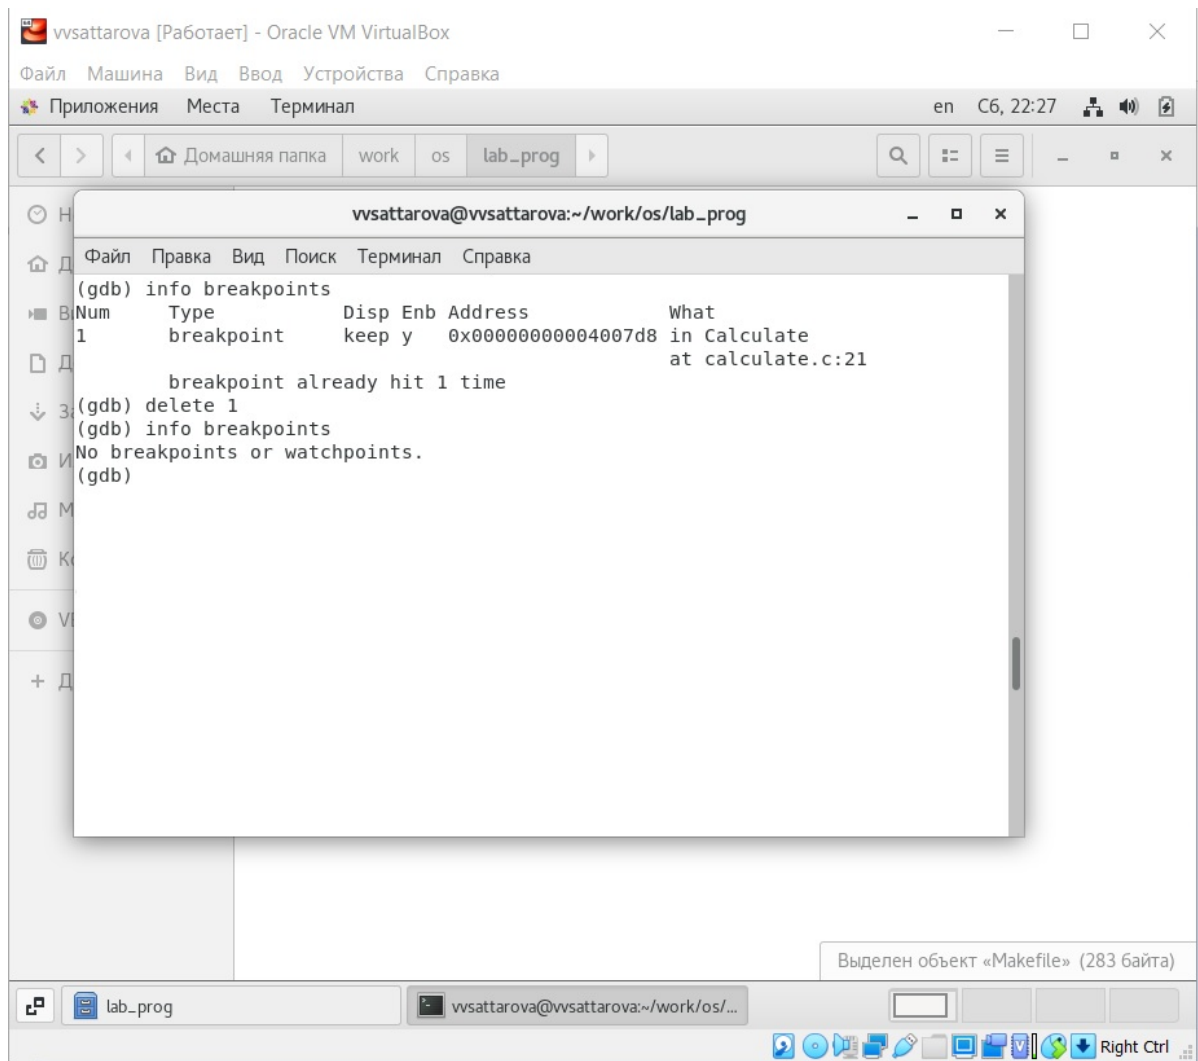 vvsattarova [Работает] - Oracle VM VirtualBox
Файл Машина Вид Ввод Устройства Справка
Приложения Места Терминал en Сб, 22:27
Домашняя папка work os lab_prog
vvsattarova@vvsattarova:~/work/os/lab_prog
Файл Правка Вид Поиск Терминал Справка
(gdb) info breakpoints
Num Type Disp Enb Address What
1 breakpoint keep y 0x00000000004007d8 in Calculate
at calculate.c:21
breakpoint already hit 1 time
(gdb) delete 1
(gdb) info breakpoints
No breakpoints or watchpoints.
(gdb)
Выделен объект «Makefile» (283 байта)
lab_prog vvsattarova@vvsattarova:~/work/os/...
Right Ctrl